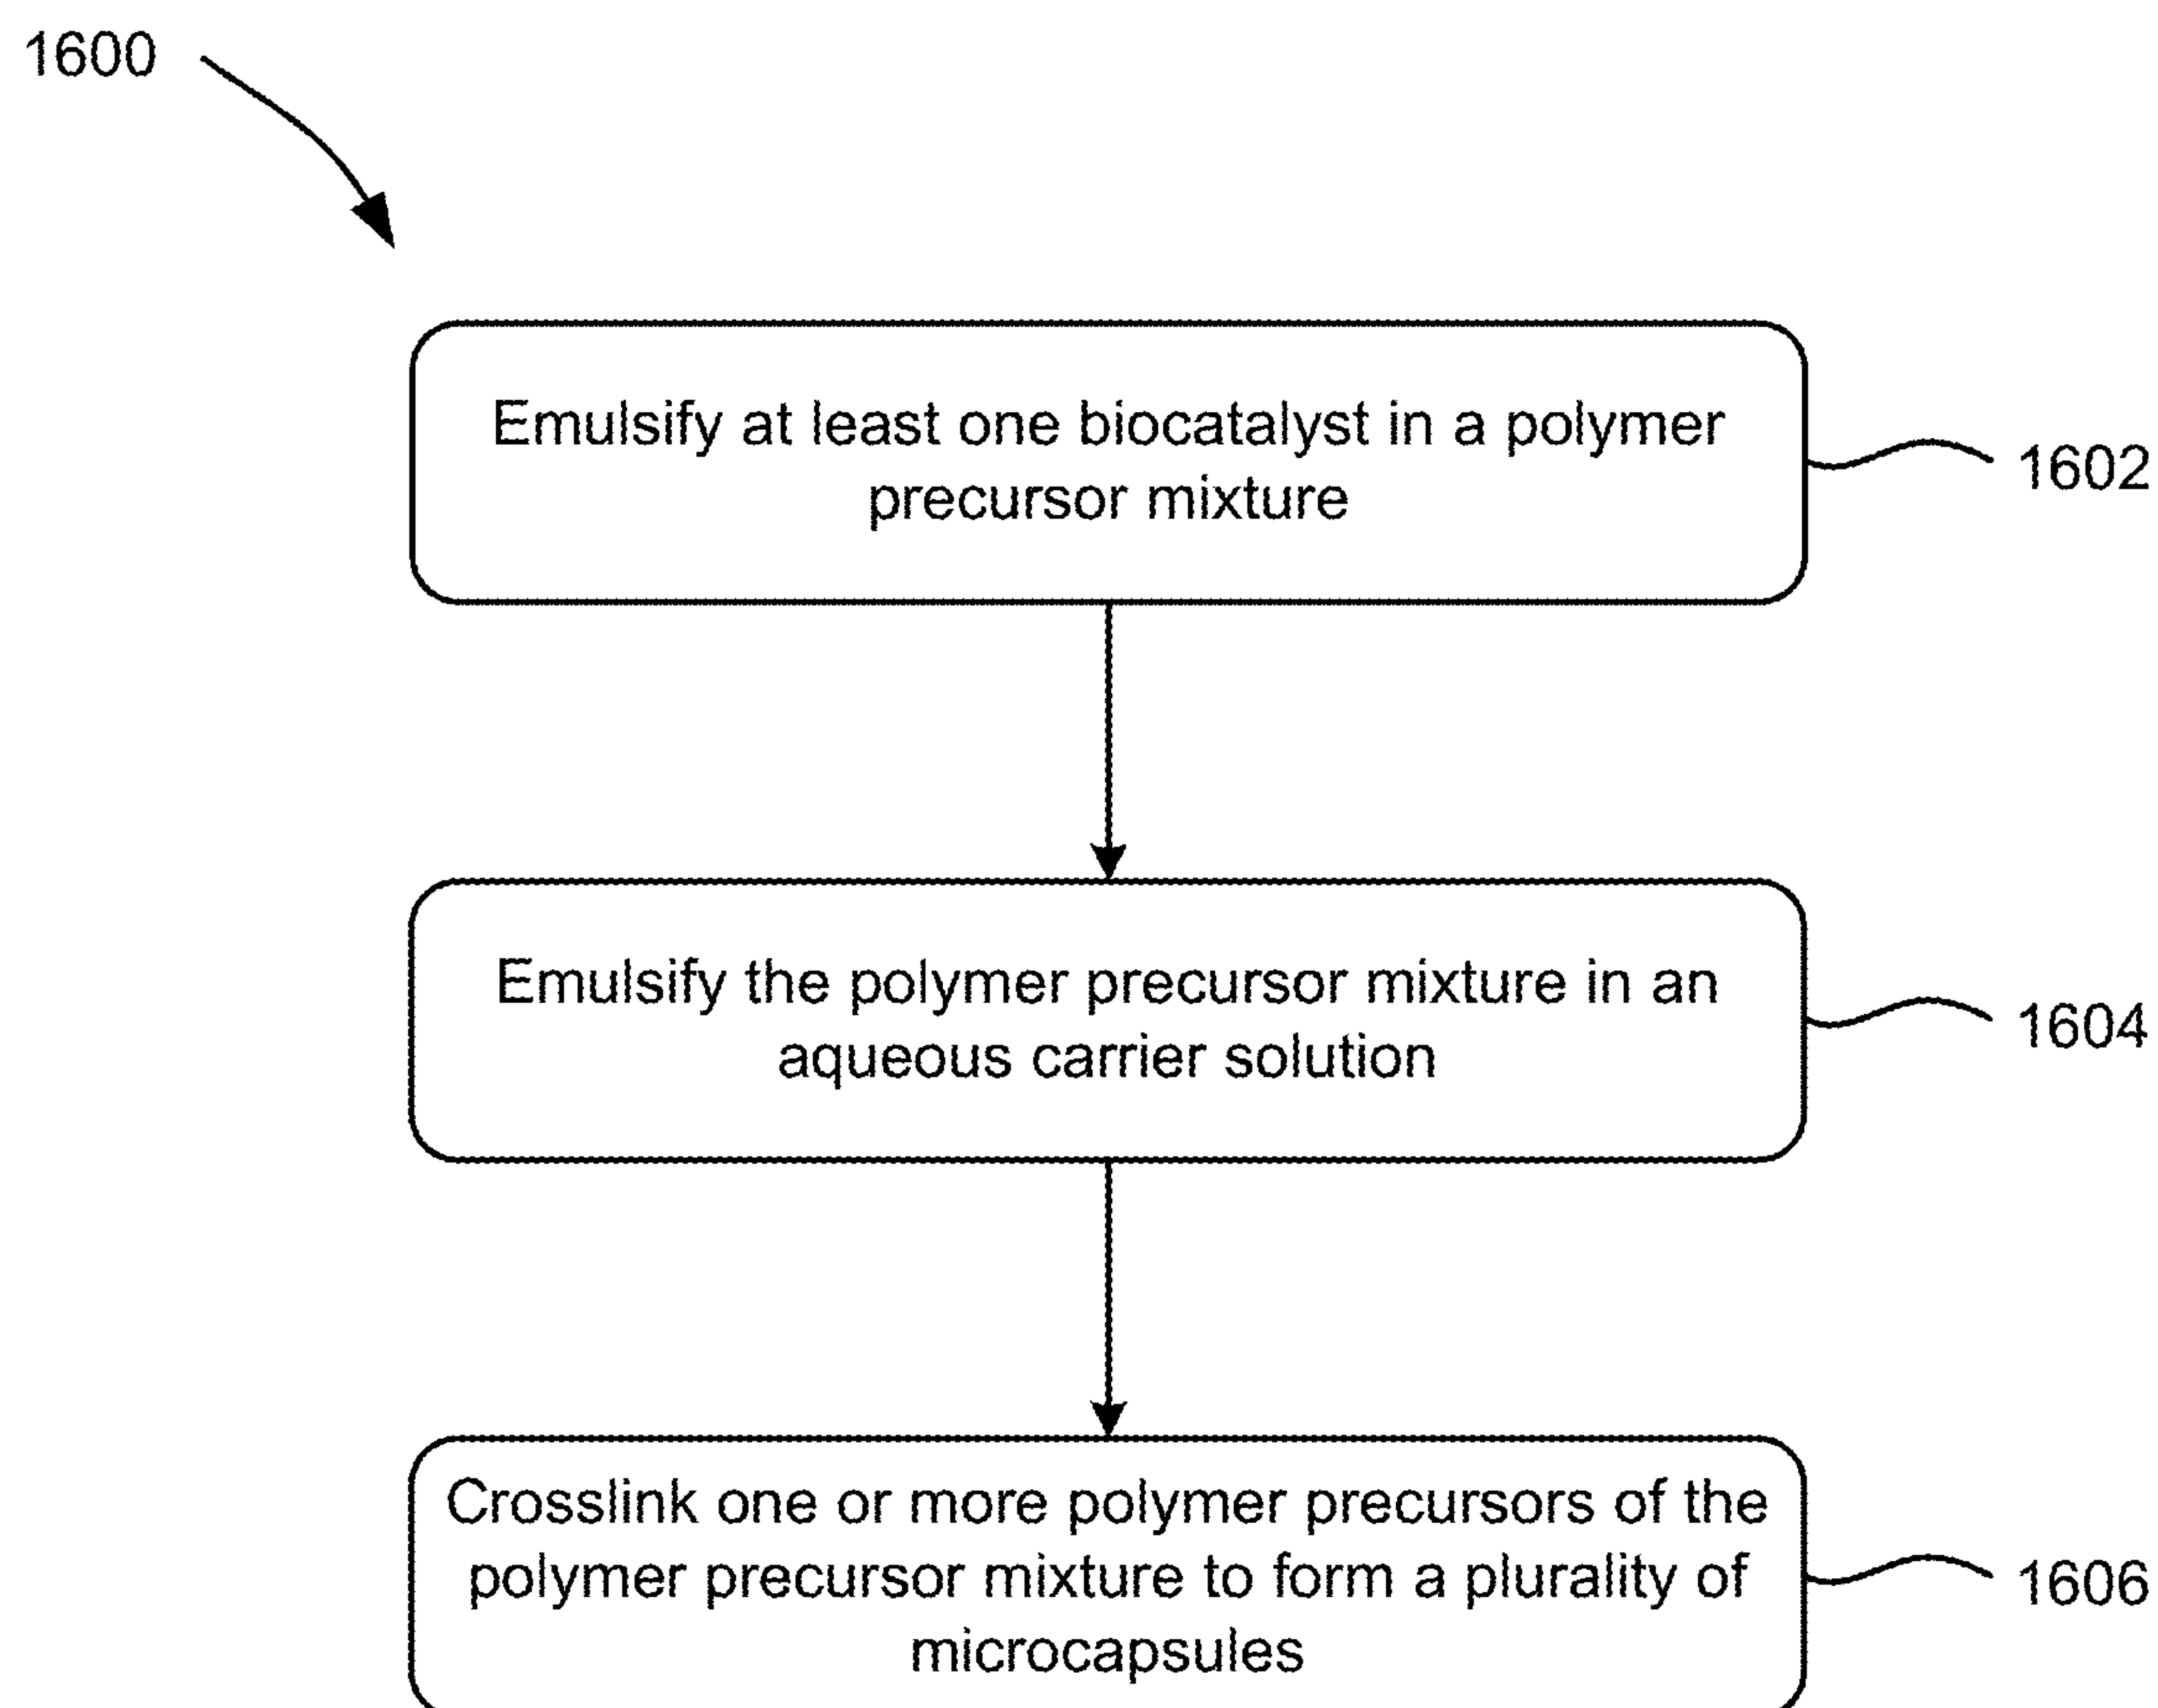 1600
Emulsify at least one biocatalyst in a polymer
precursor mixture
1602
Emulsify the polymer precursor mixture in an
aqueous carrier solution
1604
Crosslink one or more polymer precursors of the
polymer precursor mixture to form a plurality of
microcapsules
1606